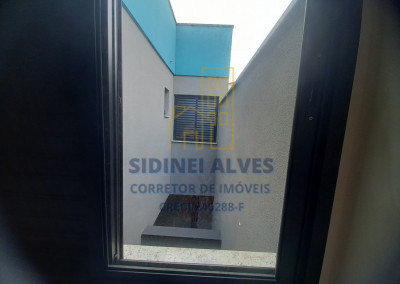 SIDINEI ALVES
CORRETOR DE IMÓVEIS